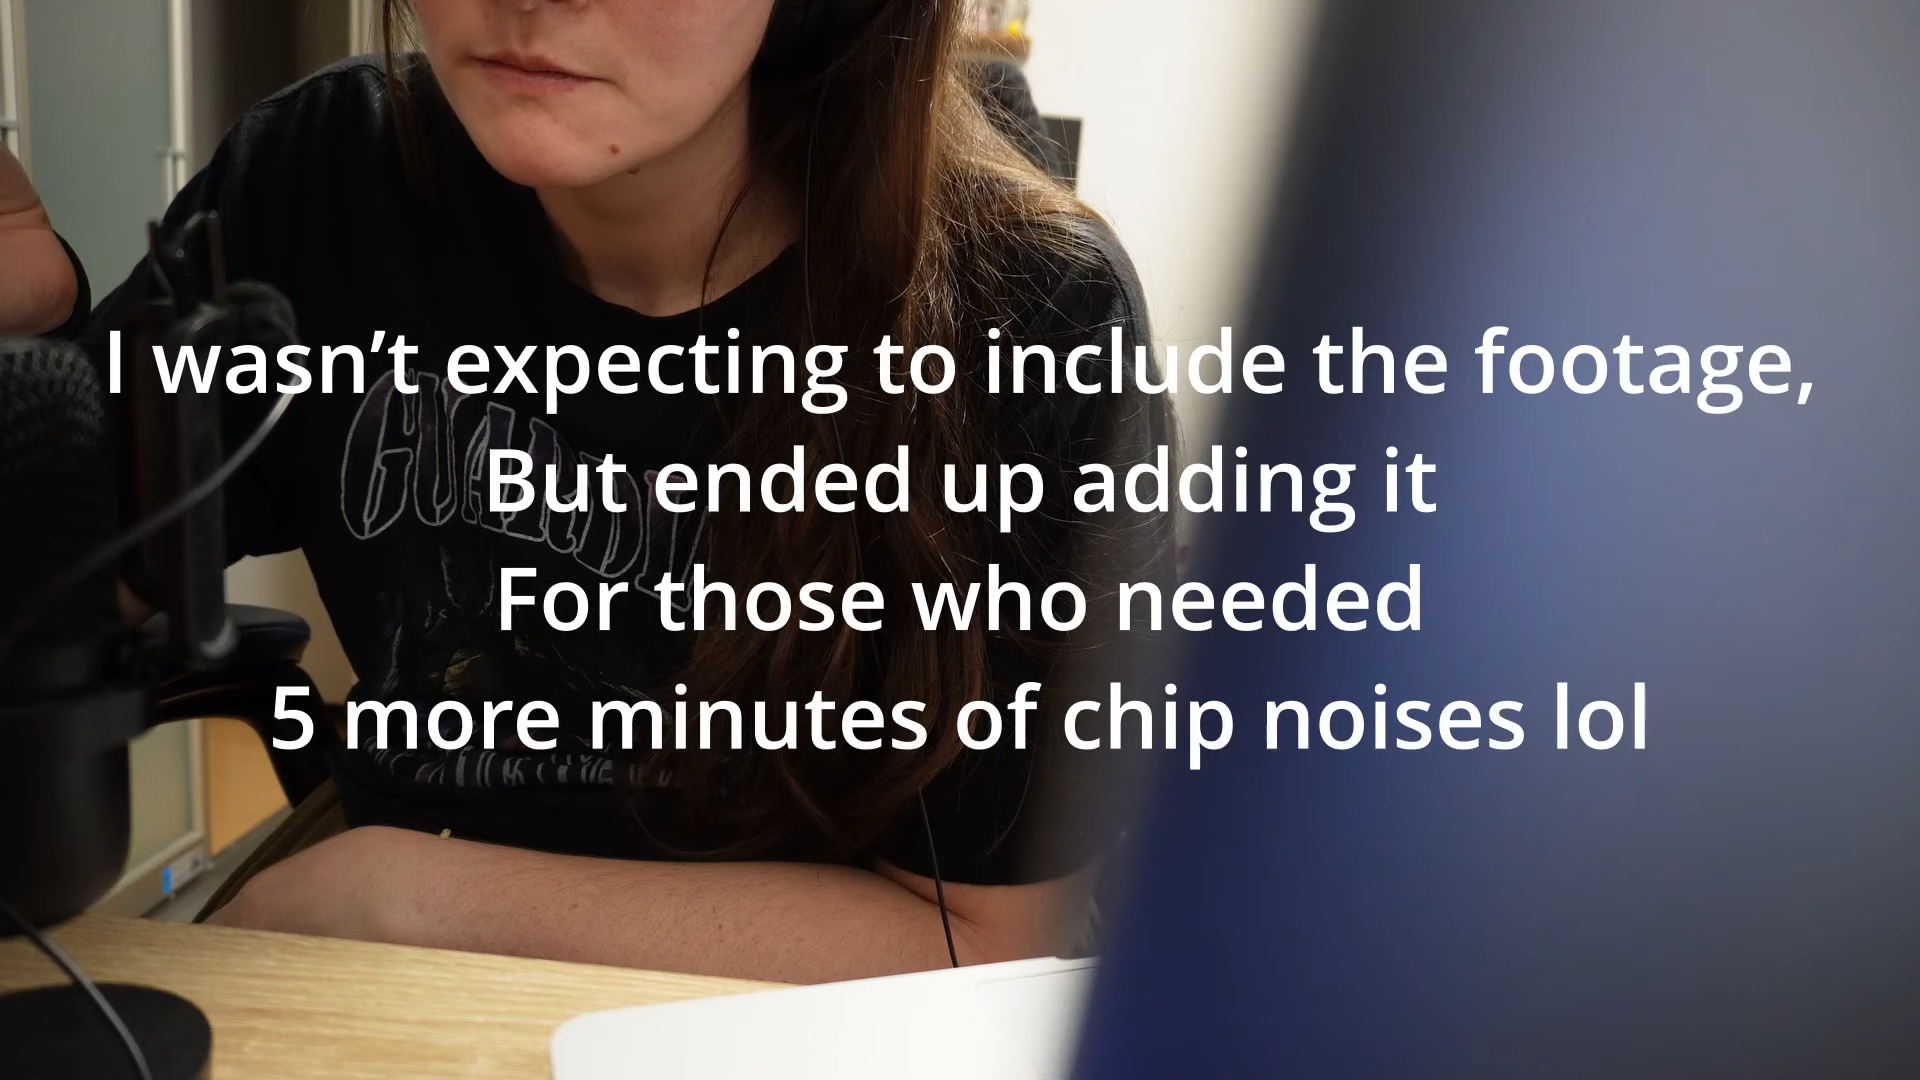 I wasn’t expecting to include the footage,
But ended up adding it
For those who needed
5 more minutes of chip noises lol